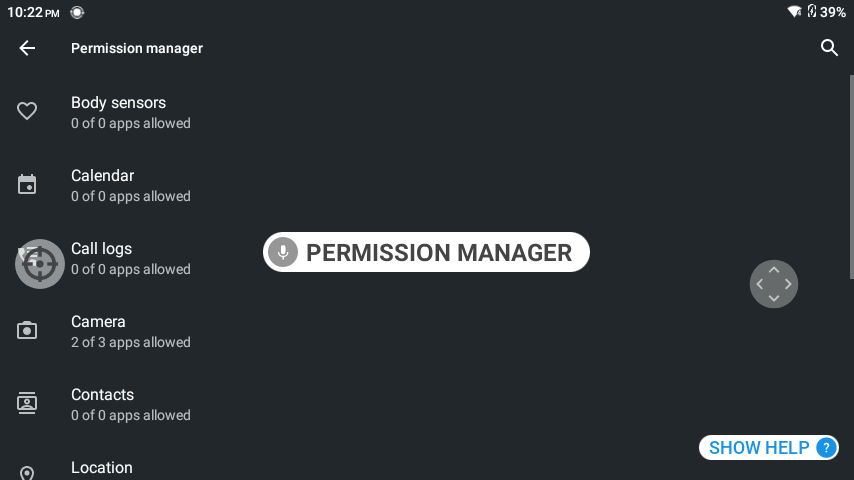 10:22 PM
39%
Permission manager
Body sensors
0 of 0 apps allowed
Calendar
0 of 0 apps allowed
Call logs
0 of 0 apps allowed
PERMISSION MANAGER
Camera
2 of 3 apps allowed
Contacts
0 of 0 apps allowed
SHOW HELP ?
Location